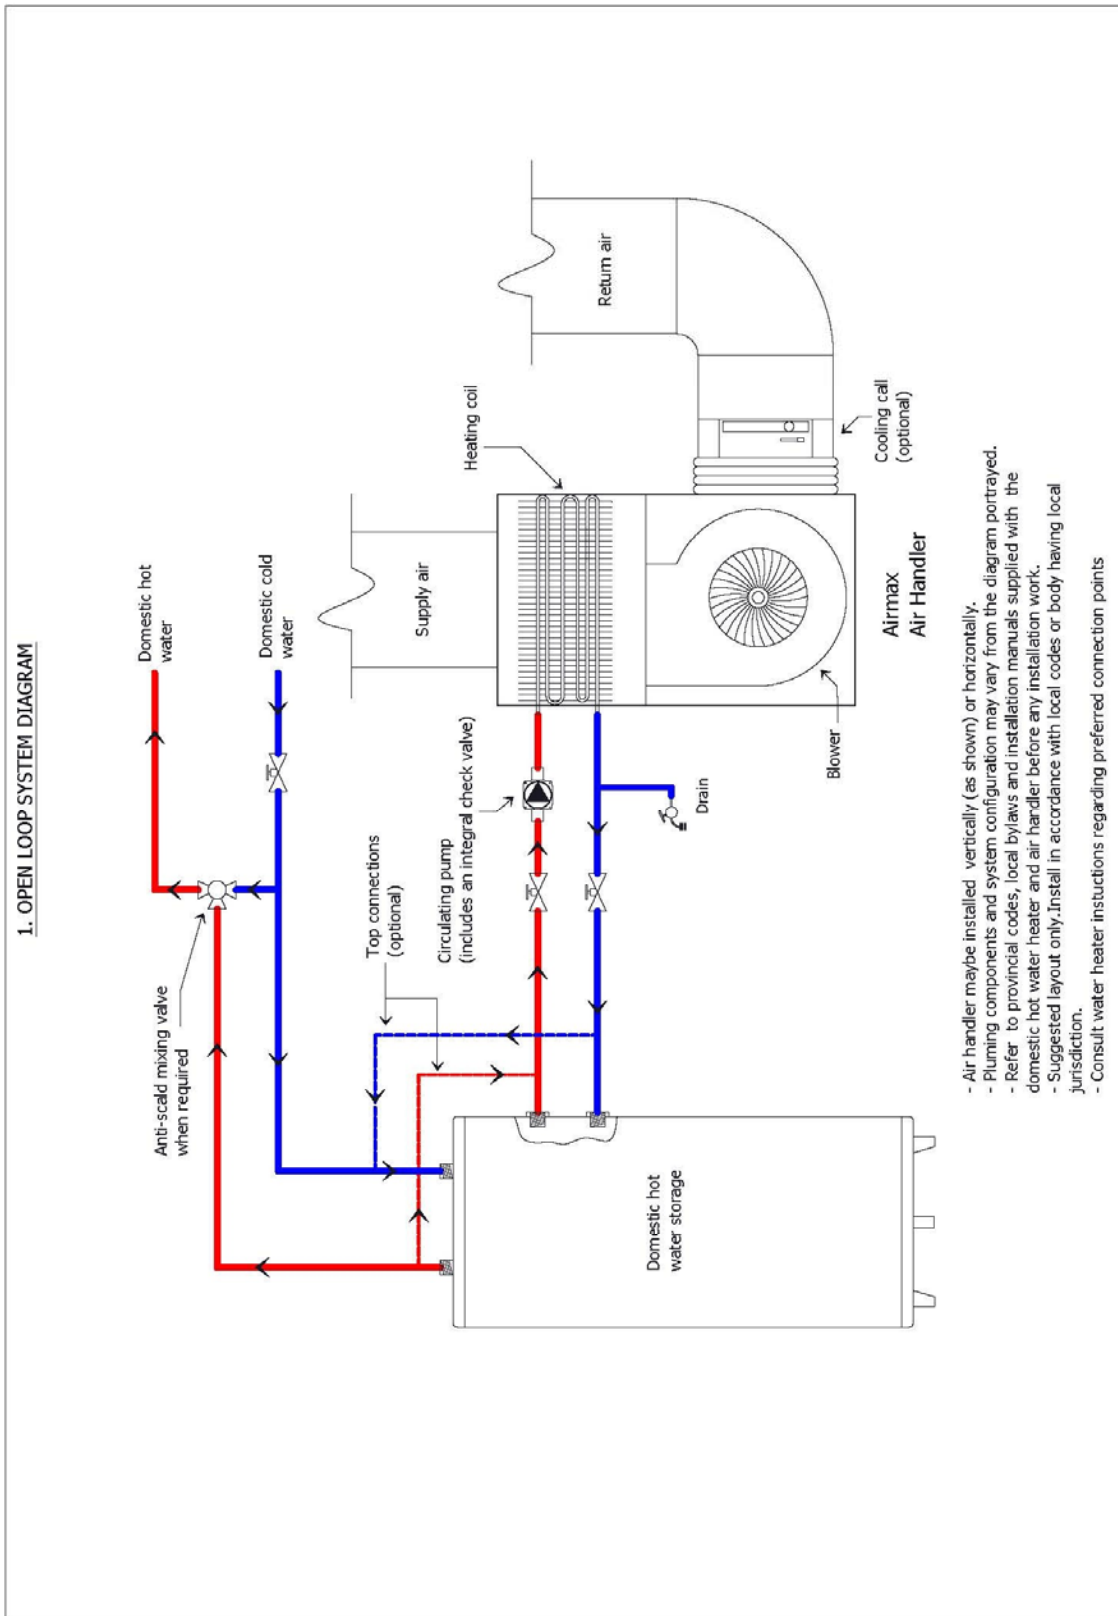 1. OPEN LOOP SYSTEM DIAGRAM
Domestic hot
water
Domestic cold
water
Anti-scald mixing valve
when required
Top connections
(optional)
Circulating pump
(includes an integral check valve)
Supply air
Heating coil
Return air
Drain
Blower
Airmax
Air Handler
Cooling call
(optional)
Domestic hot
water storage
- Air handler maybe installed vertically (as shown) or horizontally.
- Pluming components and system configuration may vary from the diagram portrayed.
- Refer to provincial codes, local bylaws and installation manuals supplied with the
domestic hot water heater and air handler before any installation work.
- Suggested layout only.Install in accordance with local codes or body having local
jurisdiction.
- Consult water heater instuctions regarding preferred connection points